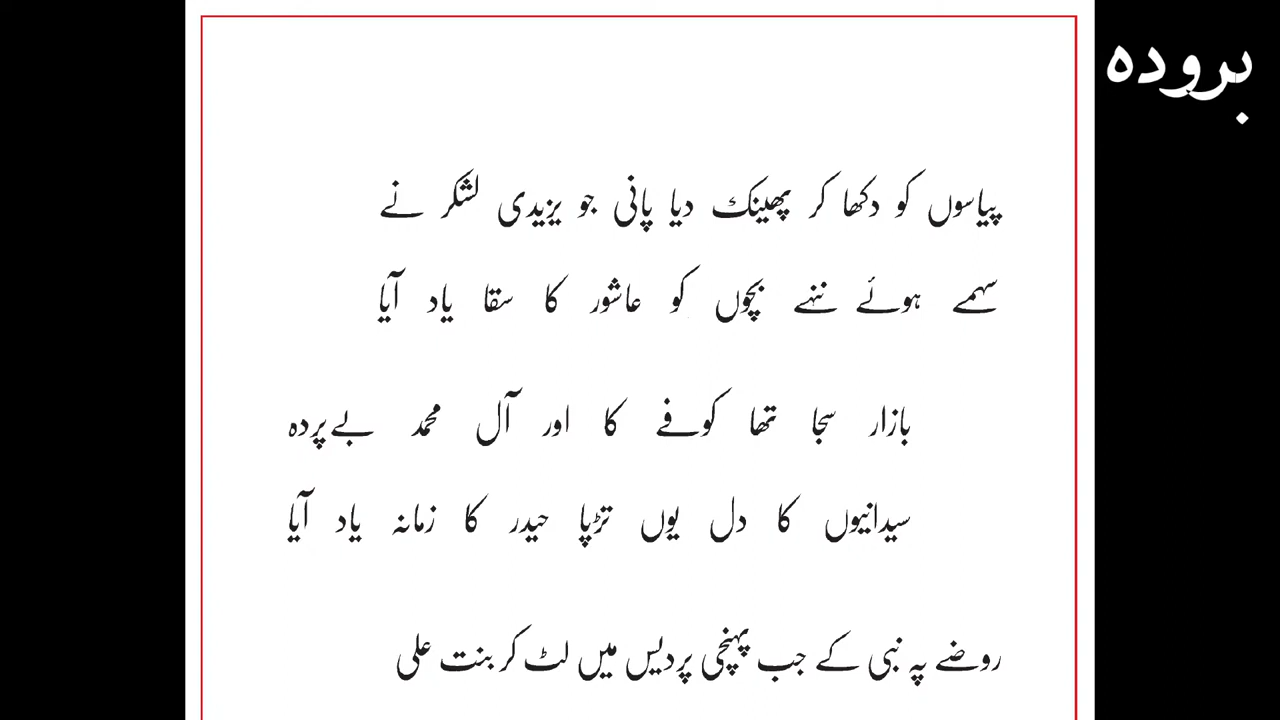 بروده
پیاسوں کو دکھا کر پھینک دیا پانی جو یزیدی لشکر نے
سہمے ہوئے ننھے بچوں کو عاشور کا سقا یاد آیا
بازار سجا تھا کوفے کا اور آل محمد بے پردہ
سیدانیوں کا دل یوں تڑپا حیدر کا زمانہ یاد آیا
روضے پہ نبی کے جب پہنچی پردیس میں لٹ کر بنت علی